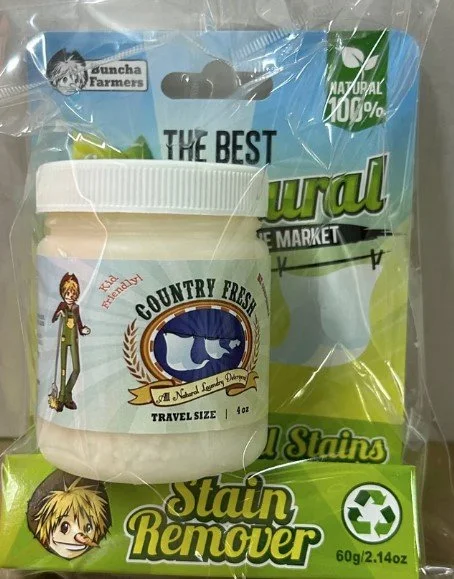 Buncha
Farmers
NATURAL
100%
THE BEST
ural
E MARKET
Kid
Friendly!
COUNTRY FRESH
All Natural Laundry Detergent
TRAVEL SIZE | 4 oz
l Stains
Stain
Remover
60g/2.14oz